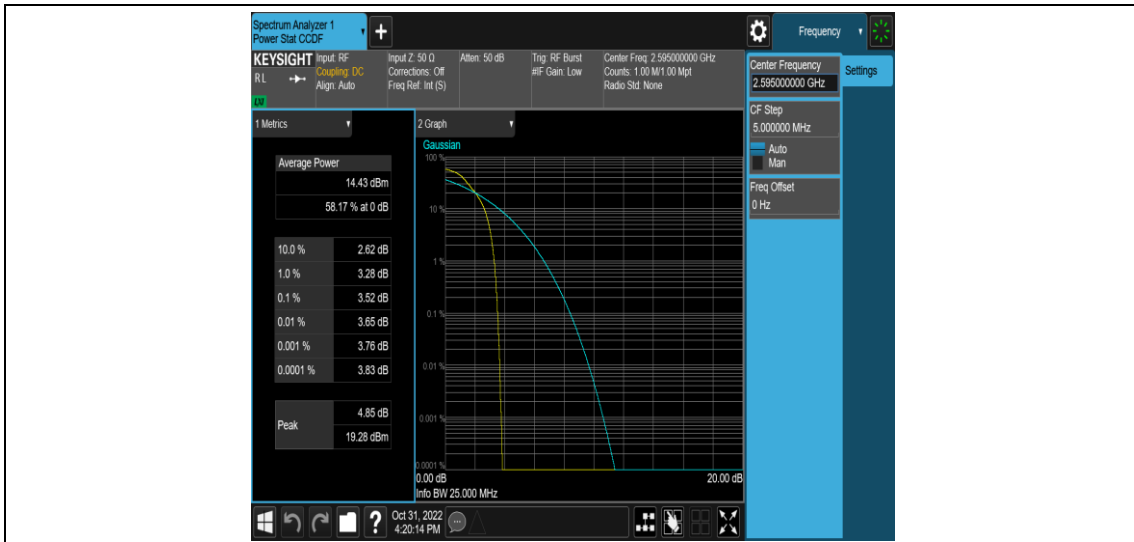 Spectrum Analyzer 1
Power Stat CCDF
+
Frequency
KEYSIGHT
RL
Input: RF
Coupling: DC
Align: Auto
Input Z: 50 Ω
Corrections: Off
Freq Ref: Int (S)
Atten: 50 dB
Trig: RF Burst
#IF Gain: Low
Center Freq: 2.595000000 GHz
Counts: 1.00 M/1.00 Mpt
Radio Std: None
Center Frequency
2.595000000 GHz
Settings
CF Step
5.000000 MHz
Auto
Man
Freq Offset
0 Hz
1 Metrics
Average Power
14.43 dBm
58.17 % at 0 dB
10.0 % 2.62 dB
1.0 % 3.28 dB
0.1 % 3.52 dB
0.01 % 3.65 dB
0.001 % 3.76 dB
0.0001 % 3.83 dB
Peak
4.85 dB
19.28 dBm
2 Graph
Gaussian
100 %
10 %
1 %
0.1 %
0.01 %
0.001 %
0.0001 %
0.00 dB 20.00 dB
Info BW 25.000 MHz
?
Oct 31, 2022
4:20:14 PM